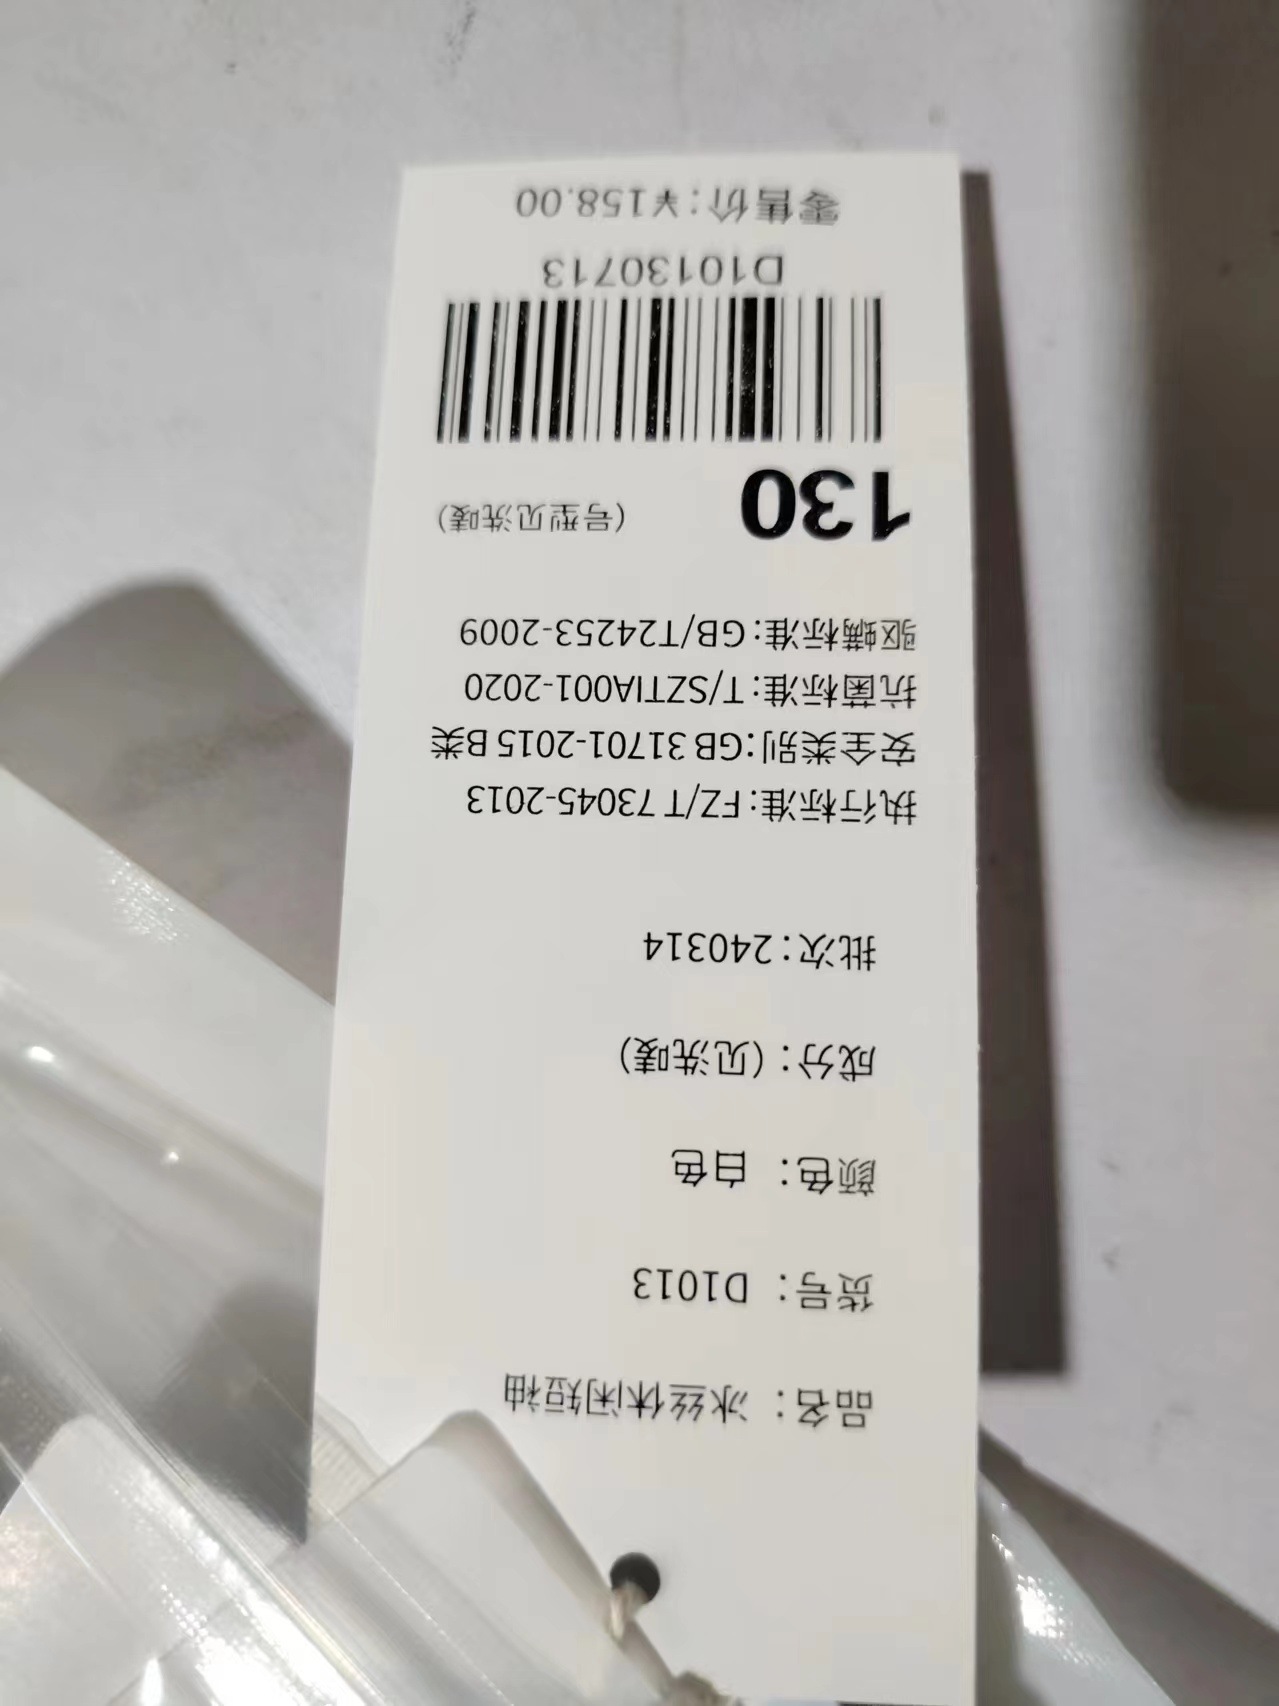 品名：冰丝休闲短袖
货号：D1013
颜色：白色
成分：（见洗唛）
批次：240314
执行标准：FZ/T 73045-2013
安全类别：GB 31701-2015 B类
抗菌标准：T/SZTIA001-2020
驱螨标准：GB/T24253-2009
130 （号型见洗唛）
D10130713
零售价：￥158.00